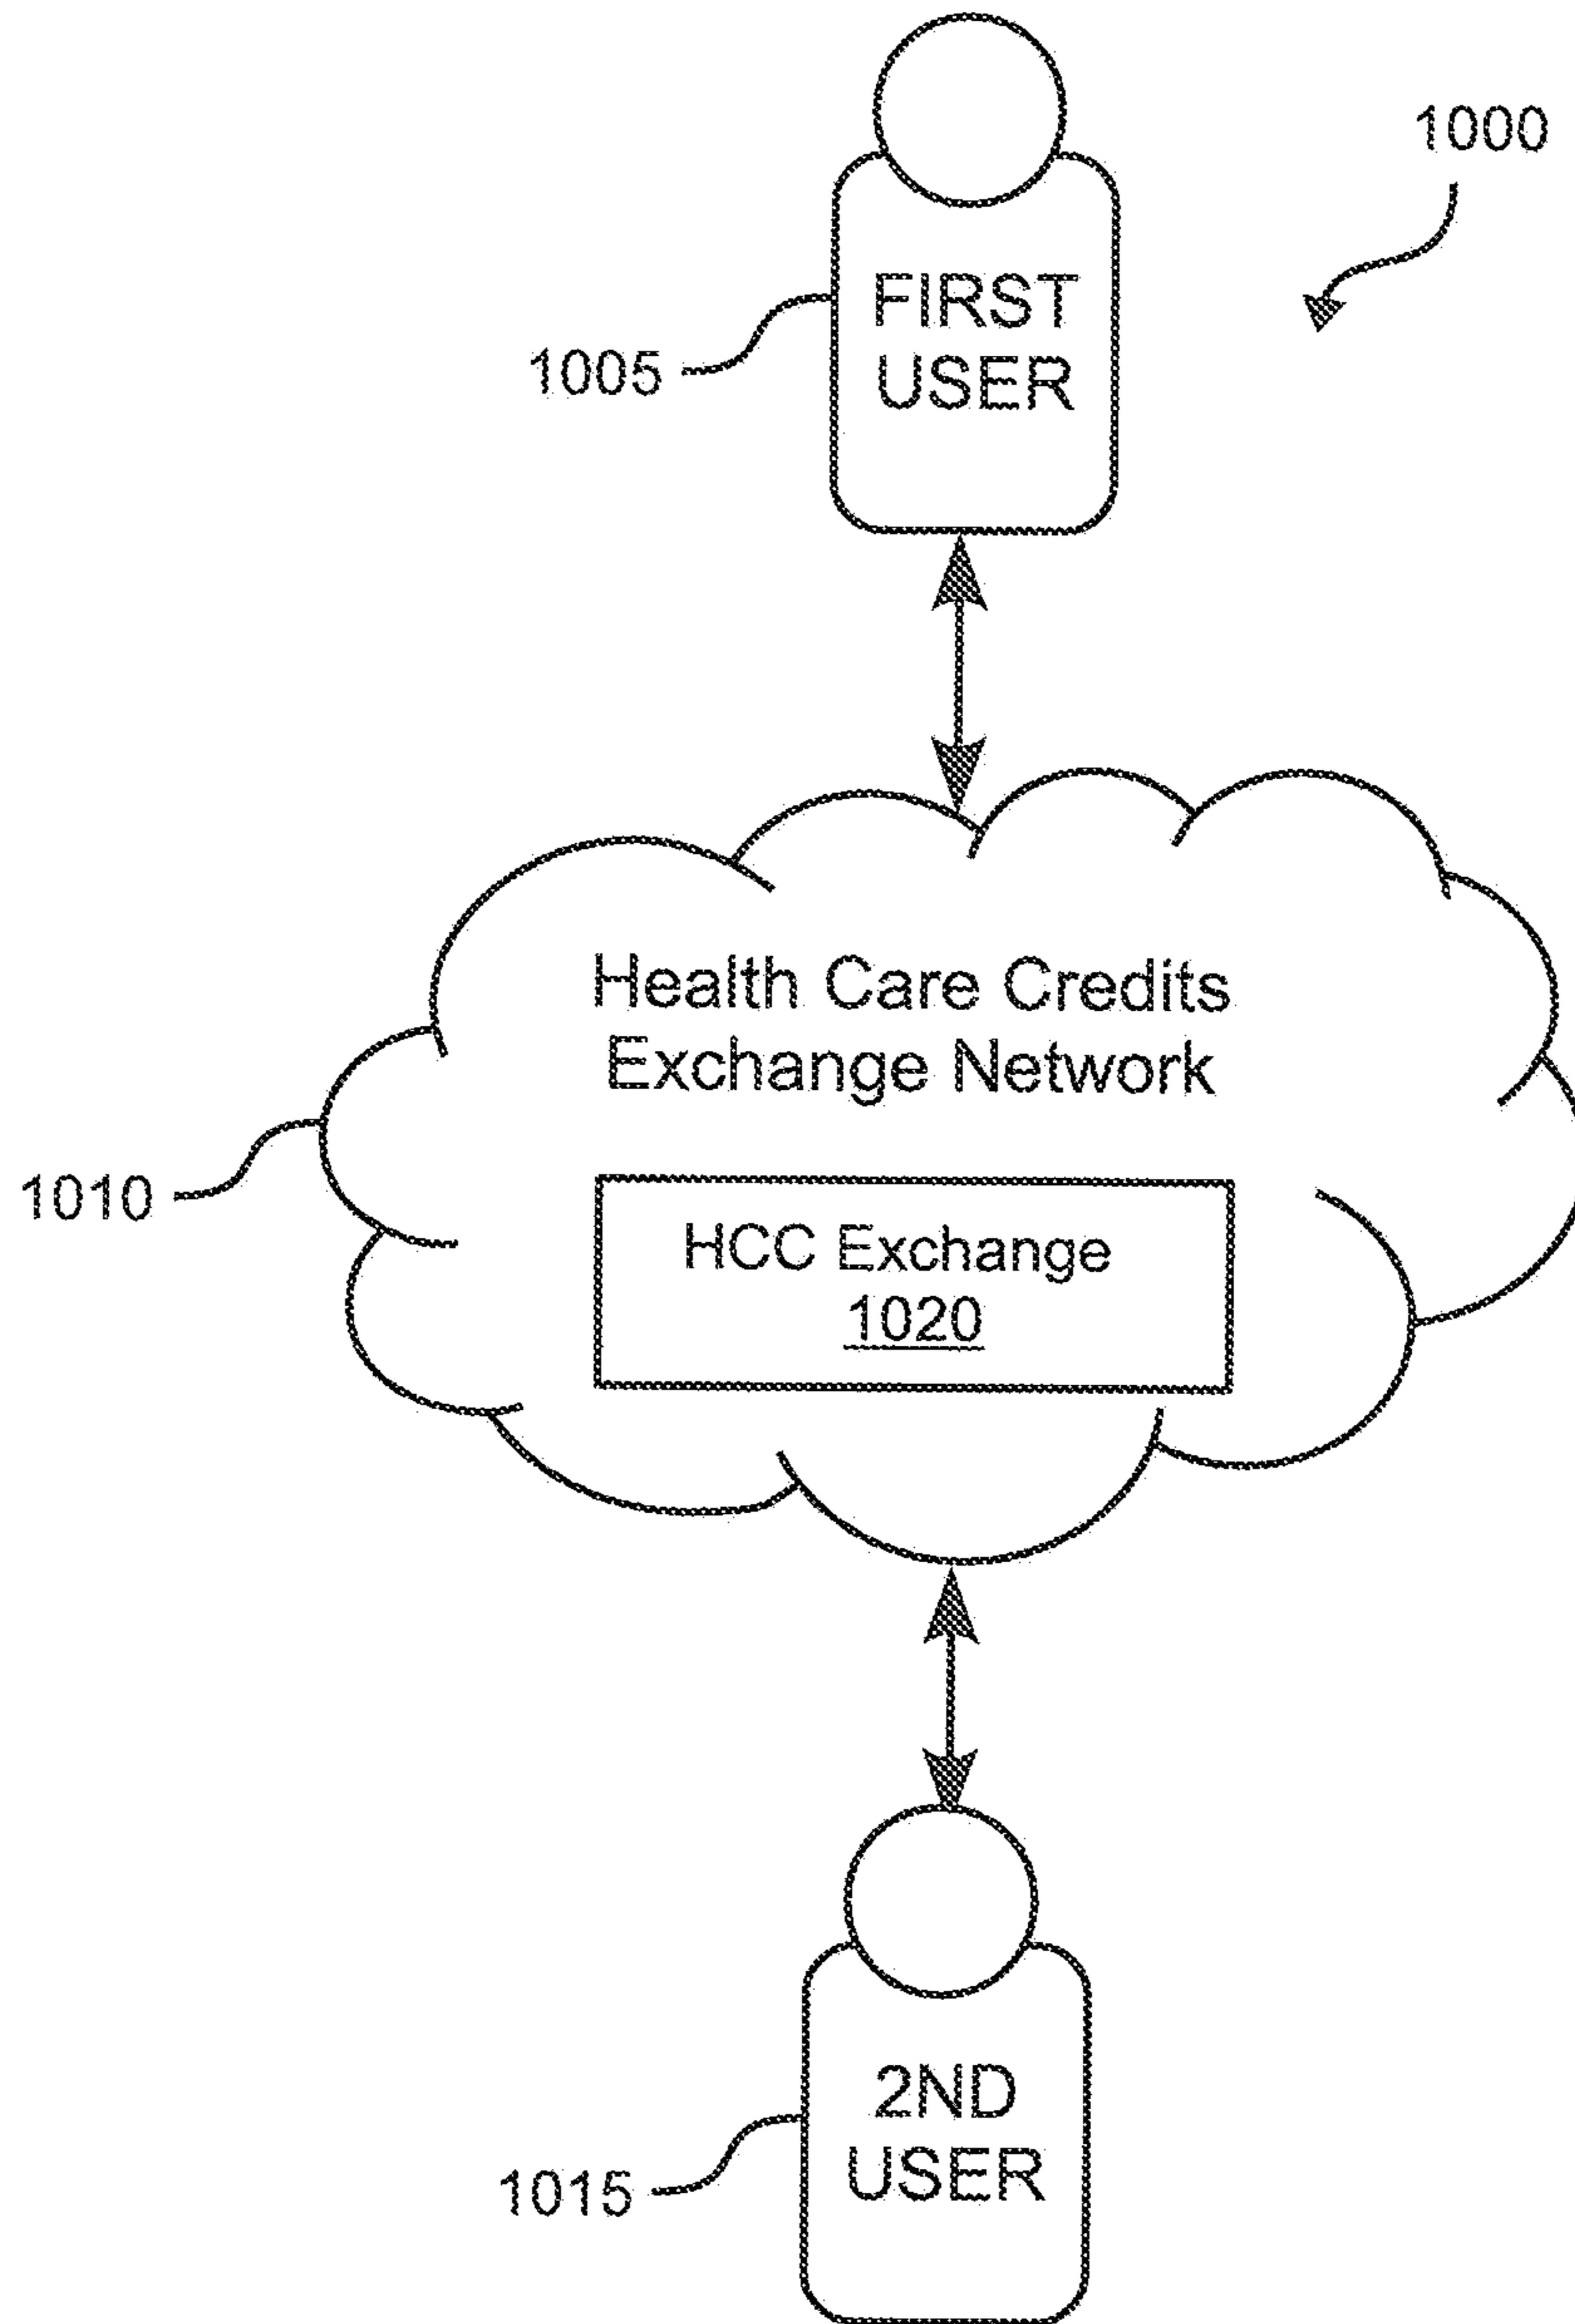 1000
FIRST
USER
1005
Health Care Credits
Exchange Network
1010
HCC Exchange
1020
2ND
USER
1015